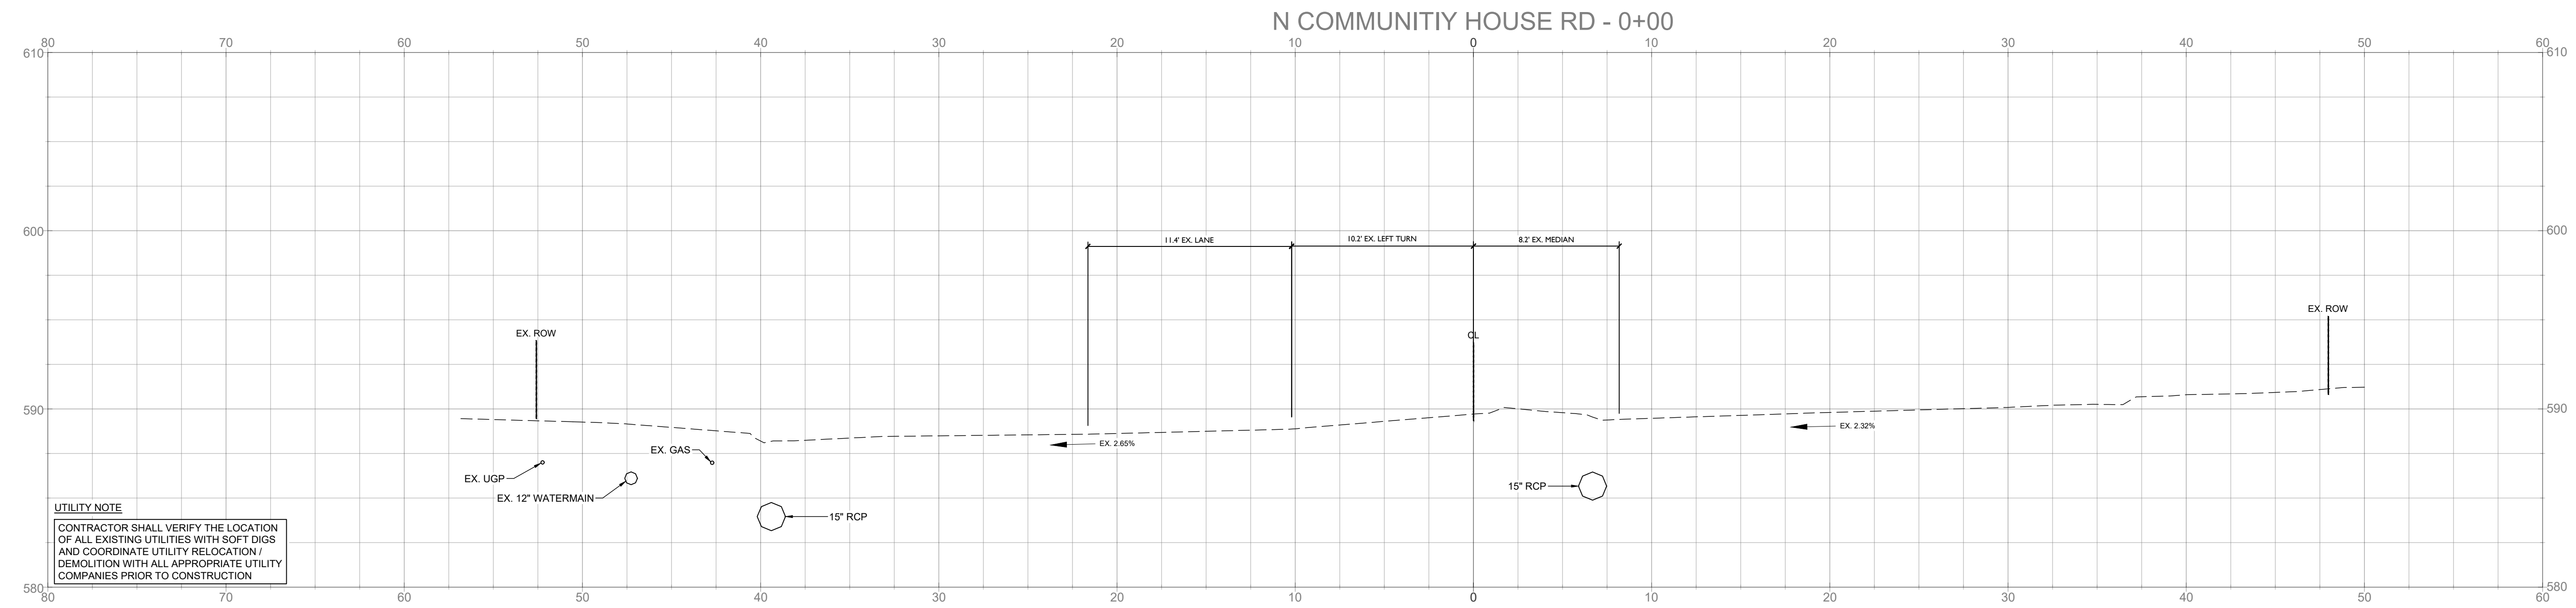 N COMMUNITIY HOUSE RD - 0+00
80 70 60 50 40 30 20 10 0 10 20 30 40 50 60
610 610
600 600
11.4' EX. LANE 10.2' EX. LEFT TURN 8.2' EX. MEDIAN
EX. ROW
EX. ROW CL
590 590
EX. 2.32%
EX. 2.65%
EX. GAS
EX. UGP
15" RCP
EX. 12" WATERMAIN
UTILITY NOTE
15" RCP
CONTRACTOR SHALL VERIFY THE LOCATION
OF ALL EXISTING UTILITIES WITH SOFT DIGS
AND COORDINATE UTILITY RELOCATION /
DEMOLITION WITH ALL APPROPRIATE UTILITY
COMPANIES PRIOR TO CONSTRUCTION
580 580
80 70 60 50 40 30 20 10 0 10 20 30 40 50 60